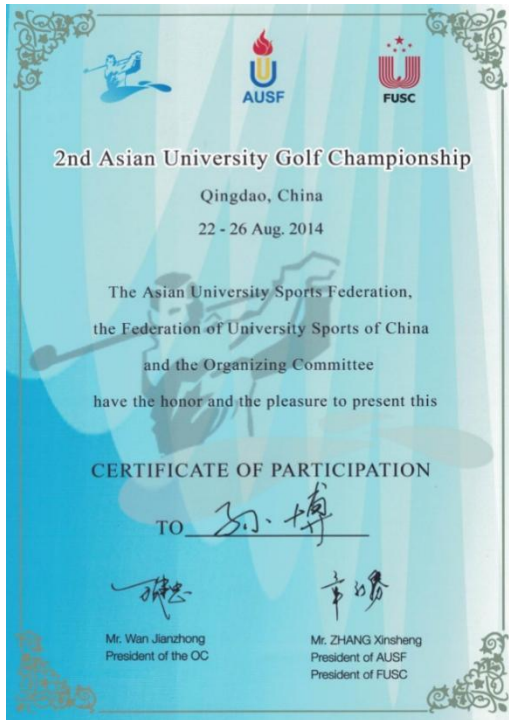 AUSF
FUSC
2nd Asian University Golf Championship
Qingdao, China
22 - 26 Aug. 2014
The Asian University Sports Federation,
the Federation of University Sports of China
and the Organizing Committee
have the honor and the pleasure to present this
CERTIFICATE OF PARTICIPATION
TO 孙博
Mr. Wan Jianzhong
President of the OC
Mr. ZHANG Xinsheng
President of AUSF
President of FUSC